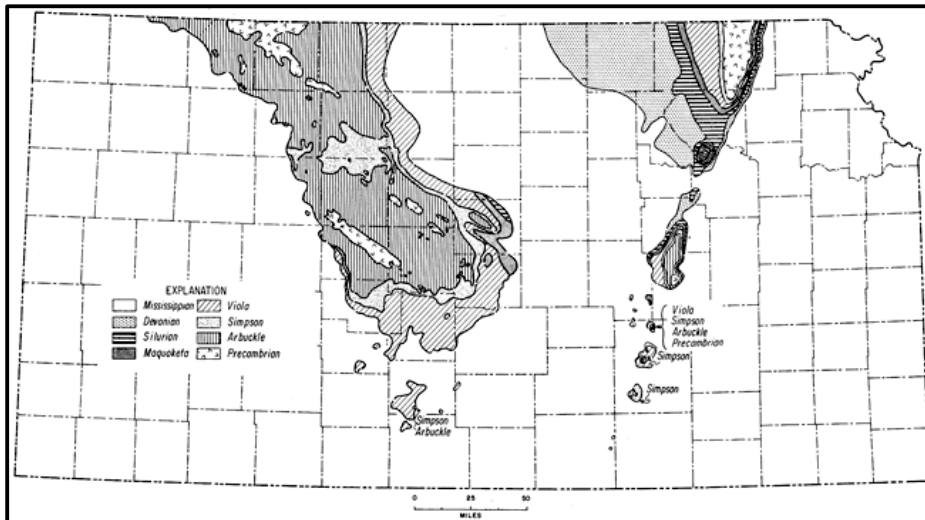 EXPLANATION
Mississippian
Viola
Devonian
Simpson
Silurian
Arbuckle
Maquoketa
Precambrian
Viola
Simpson
Arbuckle
Precambrian
Simpson
Simpson
Simpson
Arbuckle
0 25 50
MILES